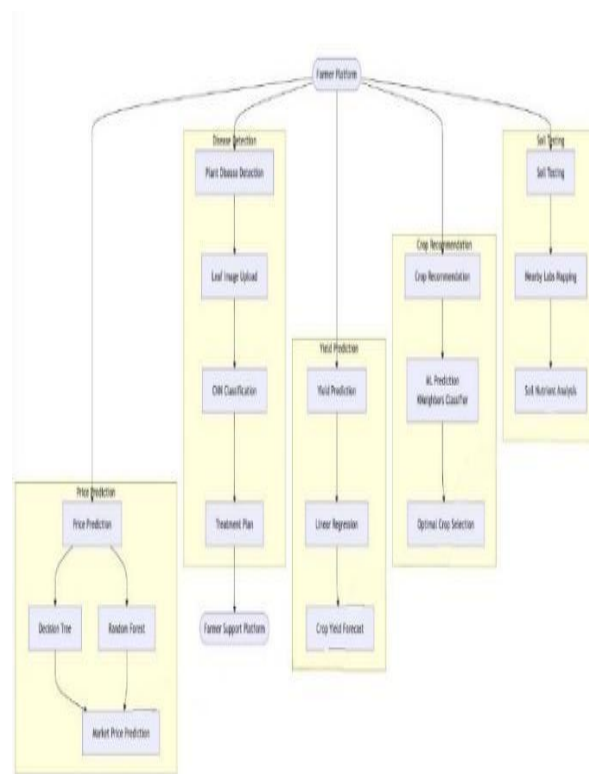 Farmer Platform
Disease Detection
Plant Disease Detection
Leaf Image Upload
CNN Classification
Treatment Plan
Farmer Support Platform
Soil Testing
Soil Testing
Nearby Labs Mapping
Soil Nutrient Analysis
Crop Recommendation
Crop Recommendation
ML Prediction
KNeighbors Classifier
Optimal Crop Selection
Yield Prediction
Yield Prediction
Linear Regression
Crop Yield Forecast
Price Prediction
Price Prediction
Decision Tree
Random Forest
Market Price Prediction